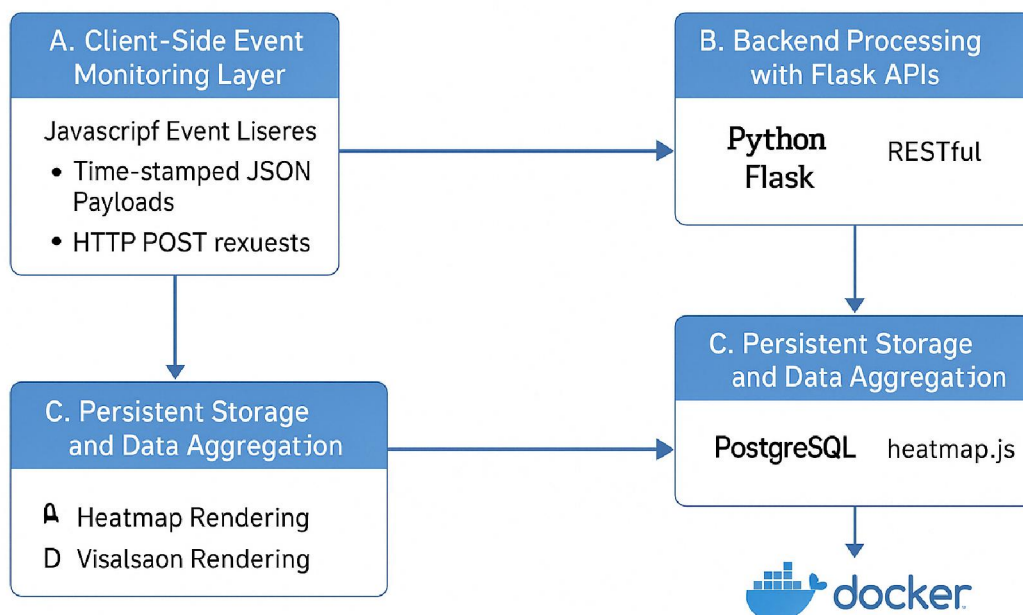 A. Client-Side Event
Monitoring Layer
Javascripf Event Liseres
• Time-stamped JSON
Payloads
• HTTP POST rexuests
B. Backend Processing
with Flask APIs
Python
Flask
RESTful
C. Persistent Storage
and Data Aggregation
A Heatmap Rendering
D Visalsaon Rendering
C. Persistent Storage
and Data Aggregation
PostgreSQL
heatmap.js
docker